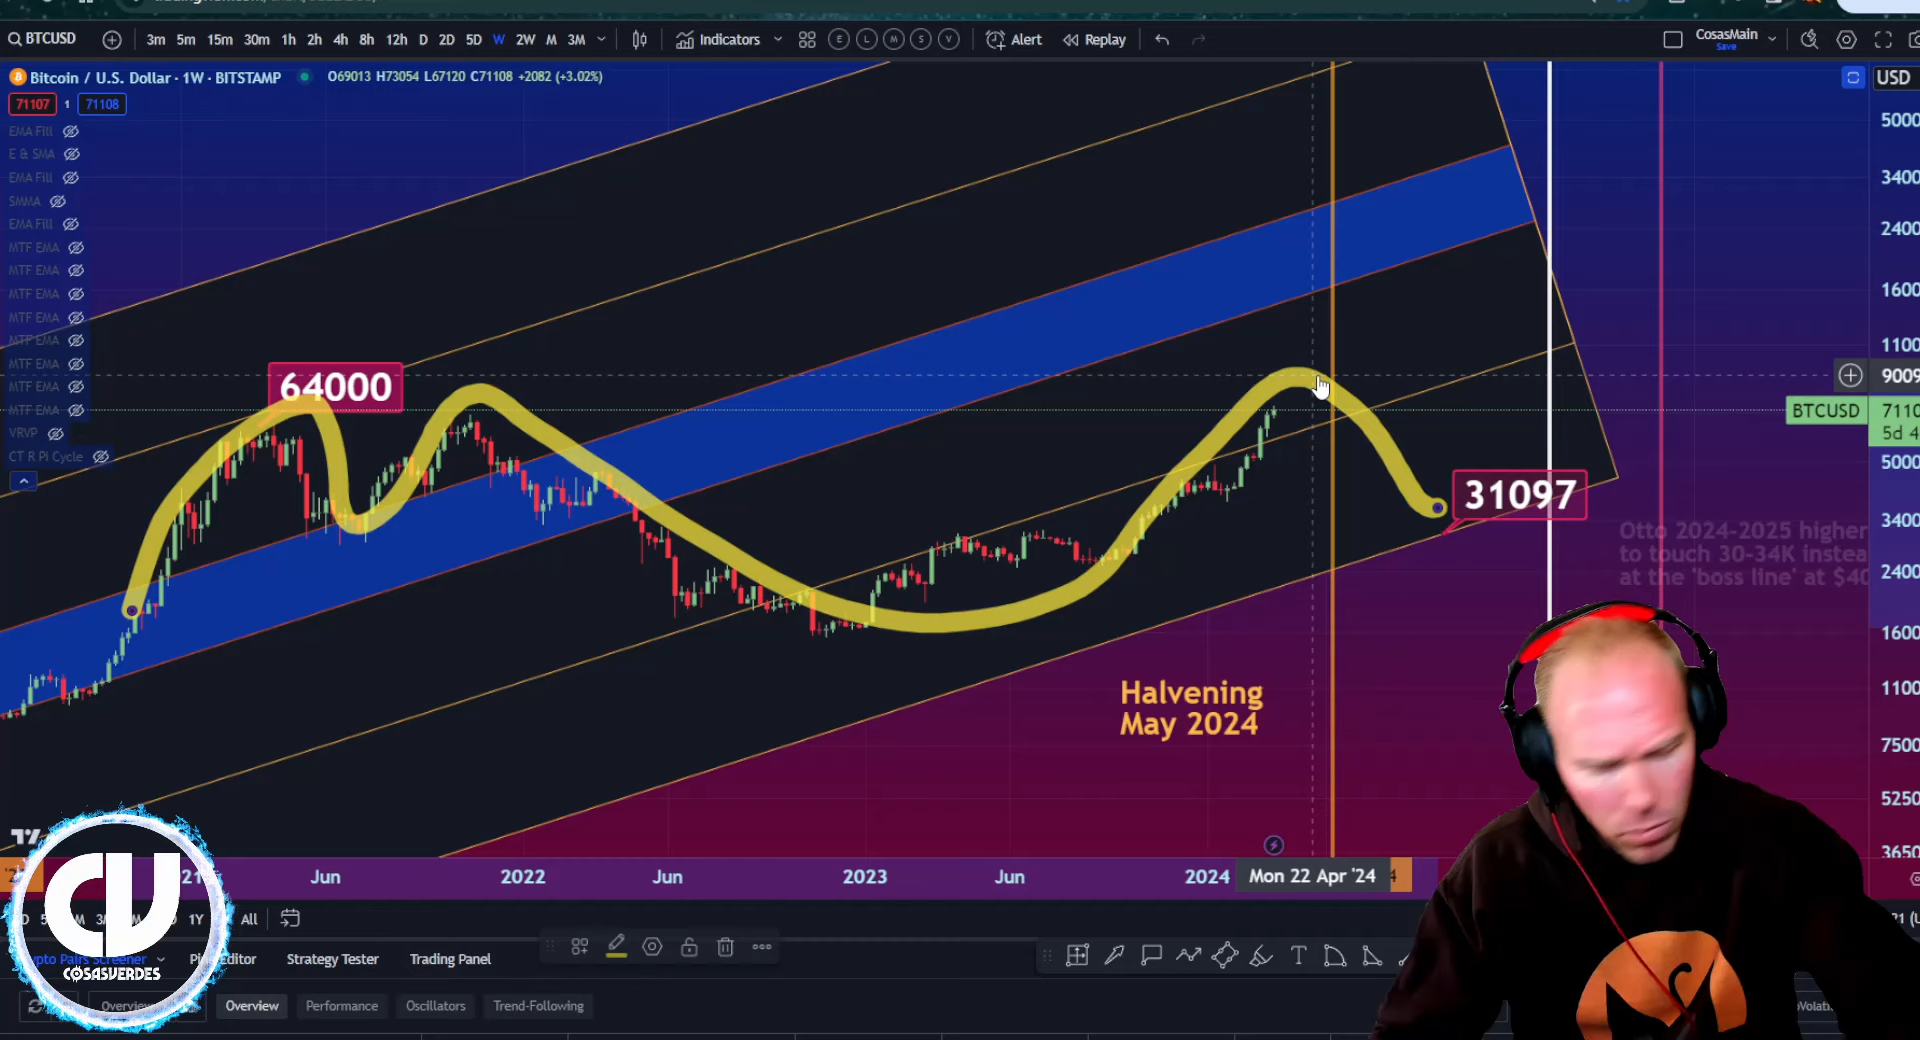 BTCUSD 3m 5m 15m 30m 1h 2h 4h 8h 12h D 2D 5D W 2W M 3M Indicators E L M S V Alert Replay CosasMain
Save
Bitcoin / U.S. Dollar · 1W · BITSTAMP O69013 H73054 L67120 C71108 +2082 (+3.02%) USD
71107 1 71108
EMA Fill
E & SMA
EMA Fill
SMMA
EMA Fill
MTF EMA
MTF EMA
MTF EMA
MTF EMA
MTF EMA
MTF EMA
MTF EMA
MTF EMA
VRVP
CT R Pi Cycle
64000
31097
5000
3400
2400
1600
1100
9009
BTCUSD 7110
5d 4
5000
3400
2400
1600
1100
7500
5250
3650
Otto 2024-2025 higher
to touch 30-34K instea
at the 'boss line' at $40
Halvening
May 2024
21 Jun 2022 Jun 2023 Jun 2024 Mon 22 Apr '24
1Y All
Editor Strategy Tester Trading Panel
CU
COSASVERDES
Overview Overview Performance Oscillators Trend-Following